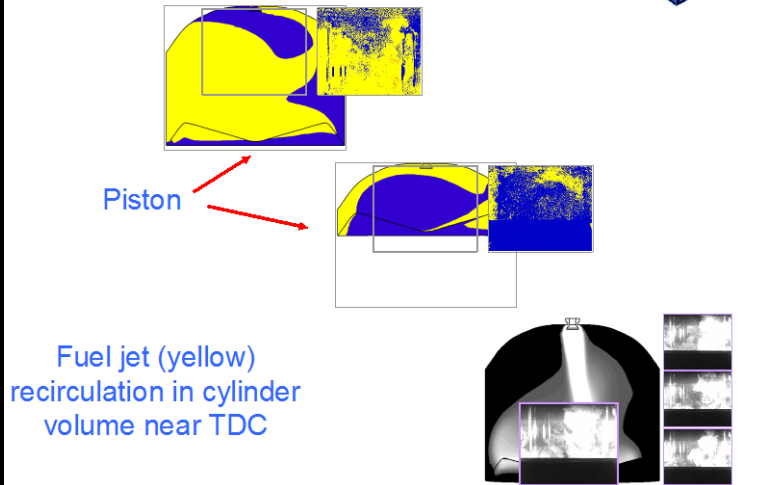 Piston
Fuel jet (yellow)
recirculation in cylinder
volume near TDC